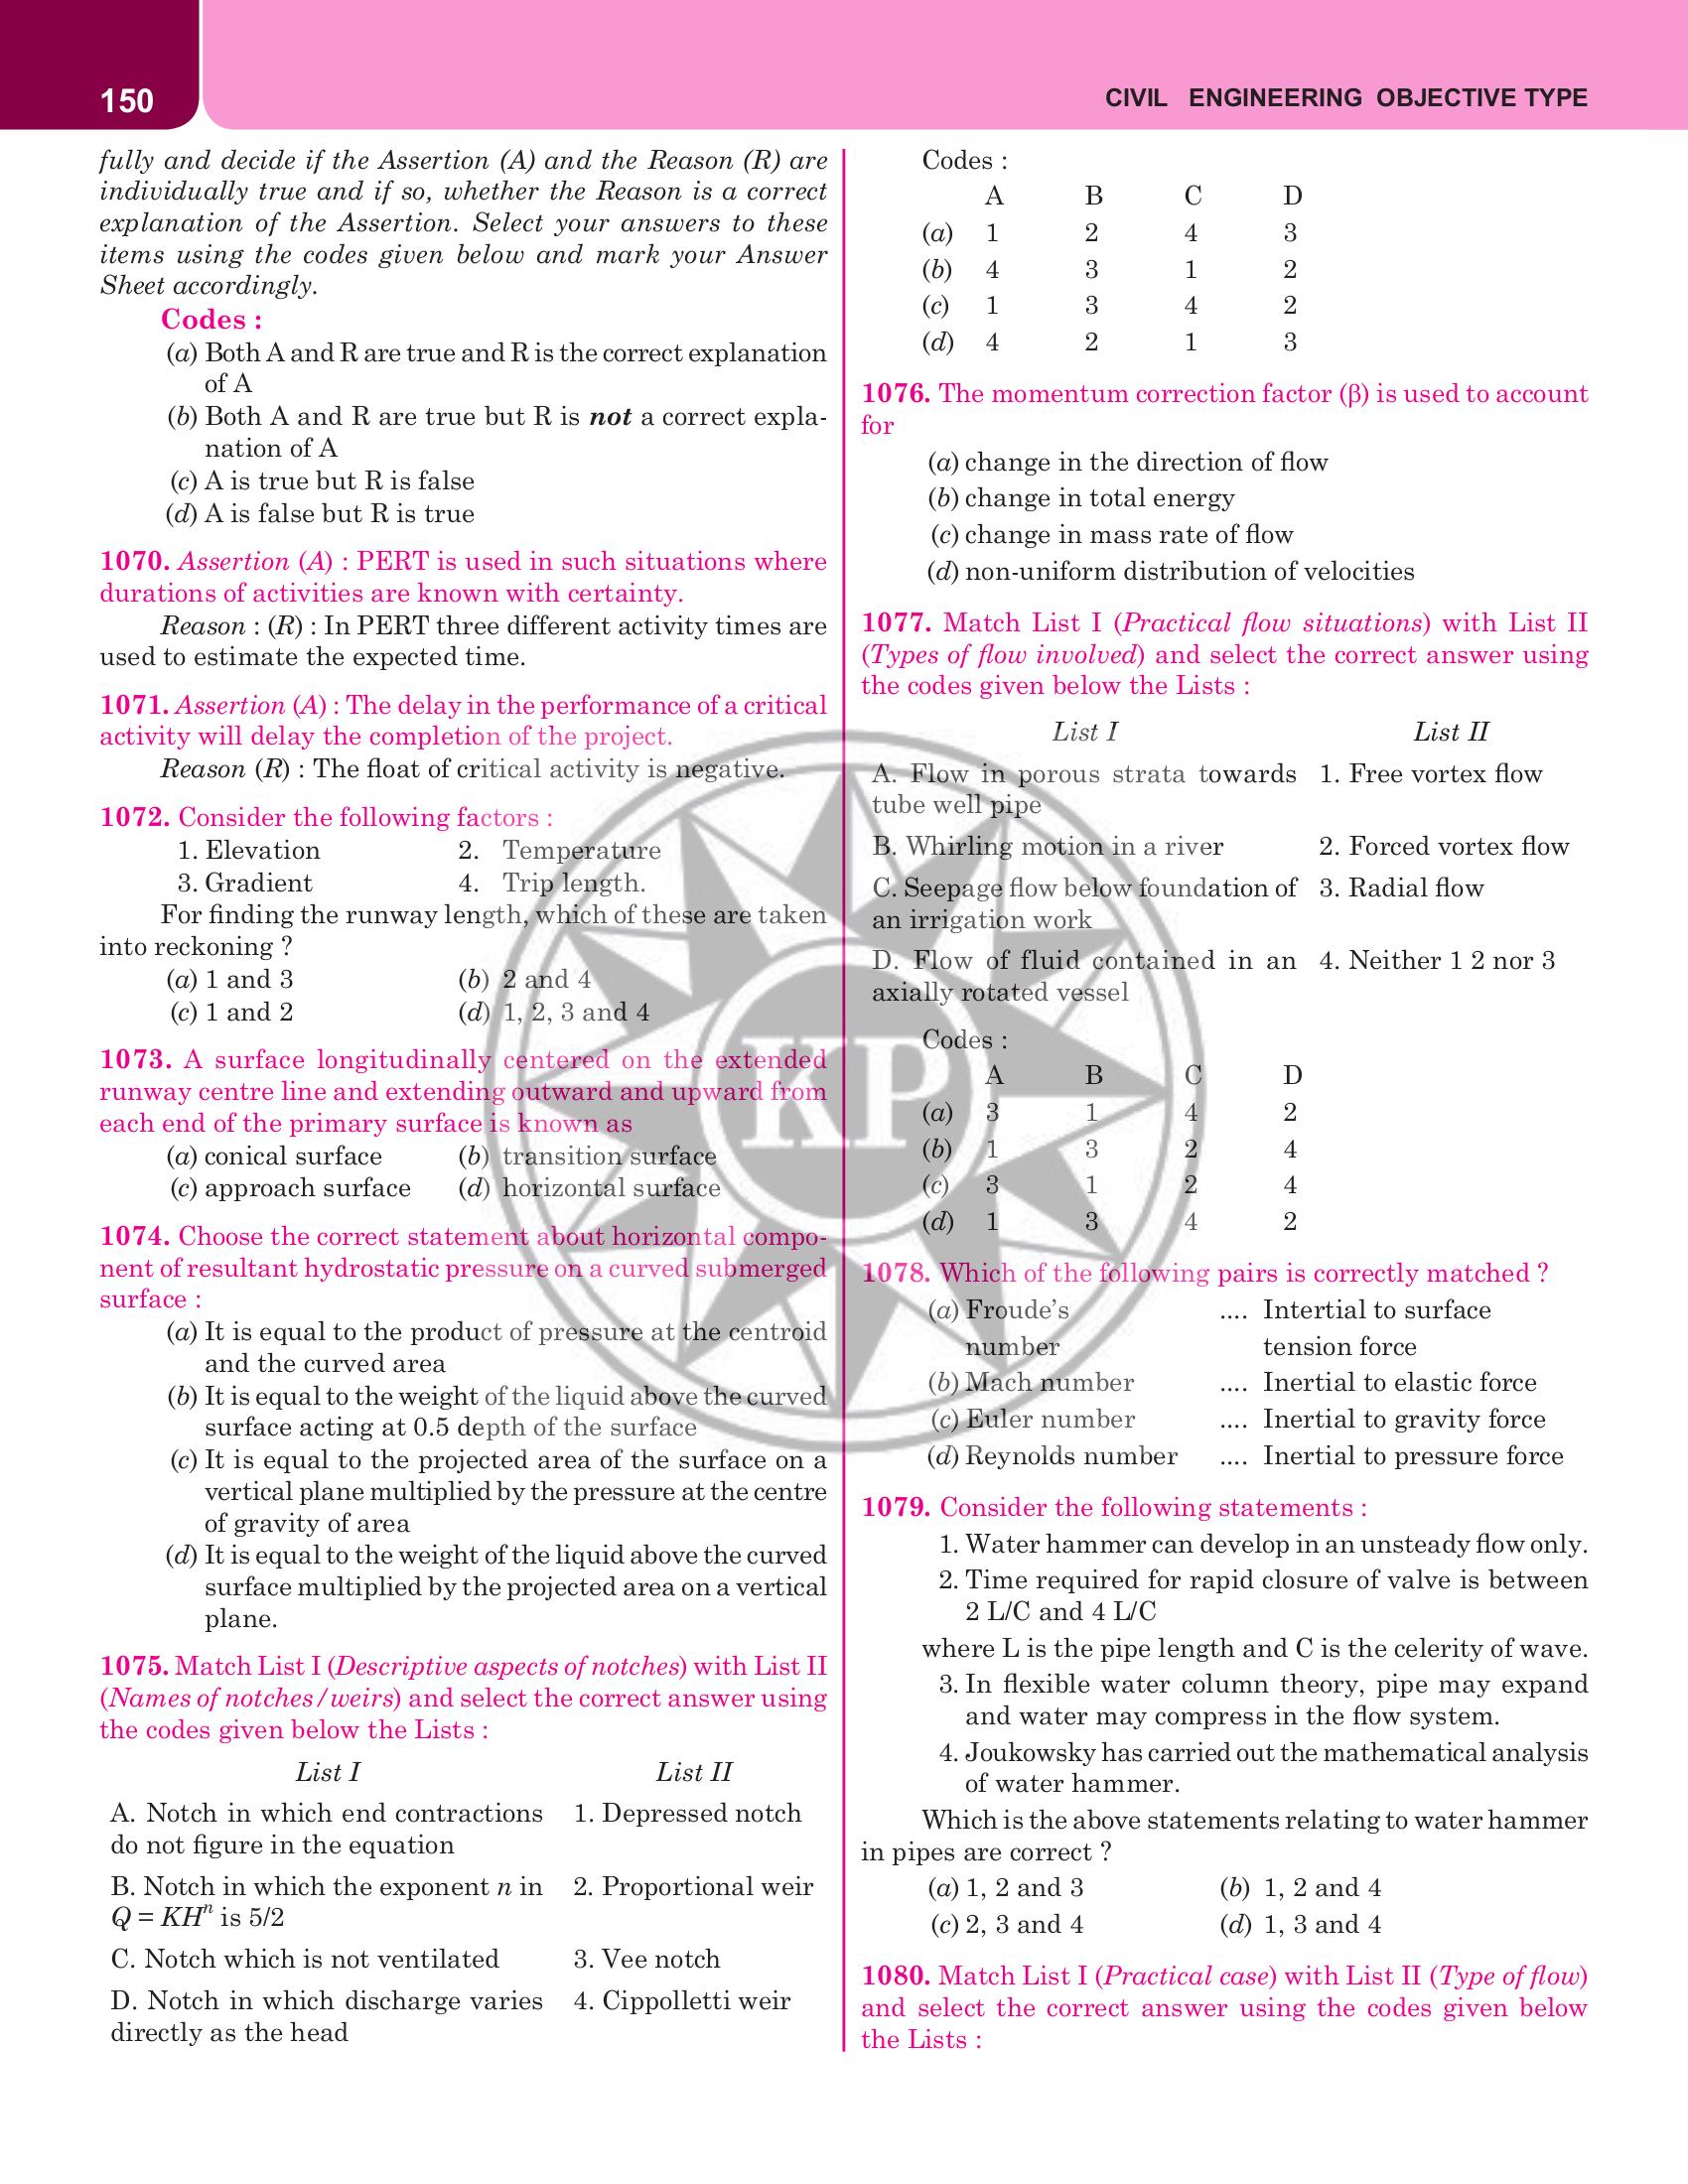 150
CIVIL ENGINEERING OBJECTIVE TYPE
fully and decide if the Assertion (A) and the Reason (R) are
individually true and if so, whether the Reason is a correct
explanation of the Assertion. Select your answers to these
items using the codes given below and mark your Answer
Sheet accordingly.
Codes :
(a) Both A and R are true and R is the correct explanation
of A
(b) Both A and R are true but R is not a correct expla-
nation of A
(c) A is true but R is false
(d) A is false but R is true
1070. Assertion (A) : PERT is used in such situations where
durations of activities are known with certainty.
Reason : (R) : In PERT three different activity times are
used to estimate the expected time.
1071. Assertion (A) : The delay in the performance of a critical
activity will delay the completion of the project.
Reason (R) : The float of critical activity is negative.
1072. Consider the following factors :
1. Elevation 2. Temperature
3. Gradient 4. Trip length.
For finding the runway length, which of these are taken
into reckoning ?
(a) 1 and 3 (b) 2 and 4
(c) 1 and 2 (d) 1, 2, 3 and 4
1073. A surface longitudinally centered on the extended
runway centre line and extending outward and upward from
each end of the primary surface is known as
(a) conical surface (b) transition surface
(c) approach surface (d) horizontal surface
1074. Choose the correct statement about horizontal compo-
nent of resultant hydrostatic pressure on a curved submerged
surface :
(a) It is equal to the product of pressure at the centroid
and the curved area
(b) It is equal to the weight of the liquid above the curved
surface acting at 0.5 depth of the surface
(c) It is equal to the projected area of the surface on a
vertical plane multiplied by the pressure at the centre
of gravity of area
(d) It is equal to the weight of the liquid above the curved
surface multiplied by the projected area on a vertical
plane.
1075. Match List I (Descriptive aspects of notches) with List II
(Names of notches/weirs) and select the correct answer using
the codes given below the Lists :
List I List II
A. Notch in which end contractions 1. Depressed notch
do not figure in the equation
B. Notch in which the exponent n in 2. Proportional weir
Q = KHⁿ is 5/2
C. Notch which is not ventilated 3. Vee notch
D. Notch in which discharge varies 4. Cippolletti weir
directly as the head
Codes :
A B C D
(a) 1 2 4 3
(b) 4 3 1 2
(c) 1 3 4 2
(d) 4 2 1 3
1076. The momentum correction factor (β) is used to account
for
(a) change in the direction of flow
(b) change in total energy
(c) change in mass rate of flow
(d) non-uniform distribution of velocities
1077. Match List I (Practical flow situations) with List II
(Types of flow involved) and select the correct answer using
the codes given below the Lists :
List I List II
A. Flow in porous strata towards 1. Free vortex flow
tube well pipe
B. Whirling motion in a river 2. Forced vortex flow
C. Seepage flow below foundation of 3. Radial flow
an irrigation work
D. Flow of fluid contained in an 4. Neither 1 2 nor 3
axially rotated vessel
Codes :
A B C D
(a) 3 1 4 2
(b) 1 3 2 4
(c) 3 1 2 4
(d) 1 3 4 2
1078. Which of the following pairs is correctly matched ?
(a) Froude's .... Intertial to surface
number tension force
(b) Mach number .... Inertial to elastic force
(c) Euler number .... Inertial to gravity force
(d) Reynolds number .... Inertial to pressure force
1079. Consider the following statements :
1. Water hammer can develop in an unsteady flow only.
2. Time required for rapid closure of valve is between
2 L/C and 4 L/C
where L is the pipe length and C is the celerity of wave.
3. In flexible water column theory, pipe may expand
and water may compress in the flow system.
4. Joukowsky has carried out the mathematical analysis
of water hammer.
Which is the above statements relating to water hammer
in pipes are correct ?
(a) 1, 2 and 3 (b) 1, 2 and 4
(c) 2, 3 and 4 (d) 1, 3 and 4
1080. Match List I (Practical case) with List II (Type of flow)
and select the correct answer using the codes given below
the Lists :
KP